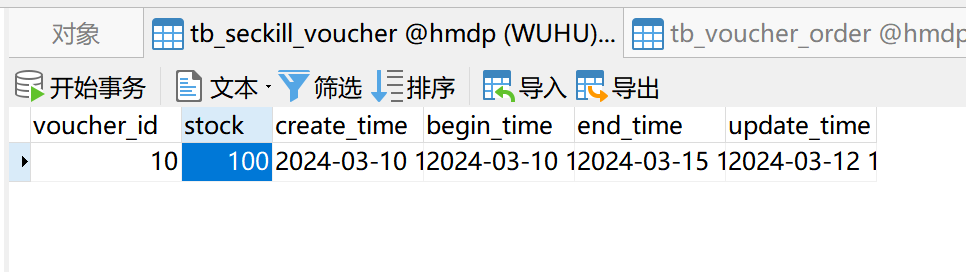 对象 tb_seckill_voucher @hmdp (WUHU)... tb_voucher_order @hmdp
开始事务 文本 筛选 排序 导入 导出
voucher_id stock create_time begin_time end_time update_time
10 100 2024-03-10 1 2024-03-10 1 2024-03-15 1 2024-03-12 1